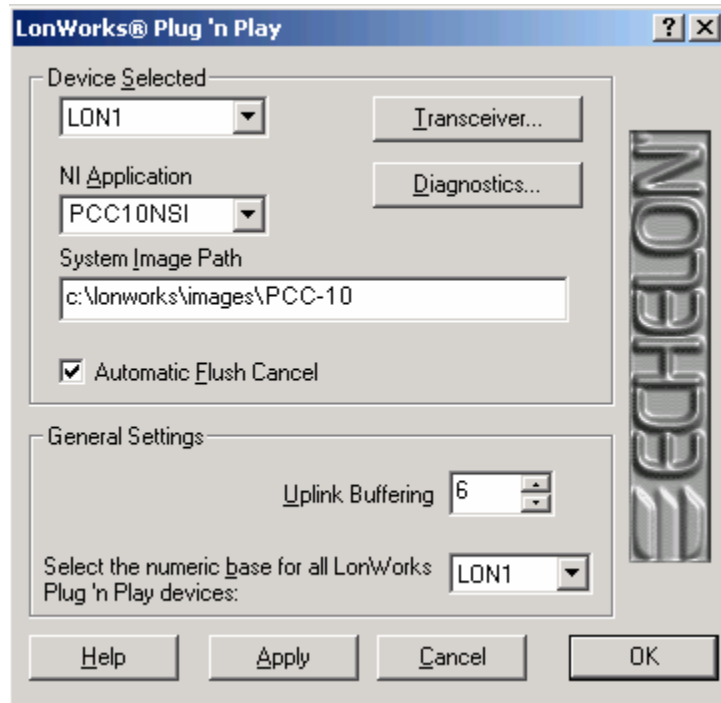 LonWorks® Plug 'n Play
Device Selected
LON1
Transceiver...
NI Application
Diagnostics...
PCC10NSI
System Image Path
c:\lonworks\images\PCC-10
Automatic Flush Cancel
ECHELON
General Settings
Uplink Buffering
6
Select the numeric base for all LonWorks
Plug 'n Play devices:
LON1
Help
Apply
Cancel
OK